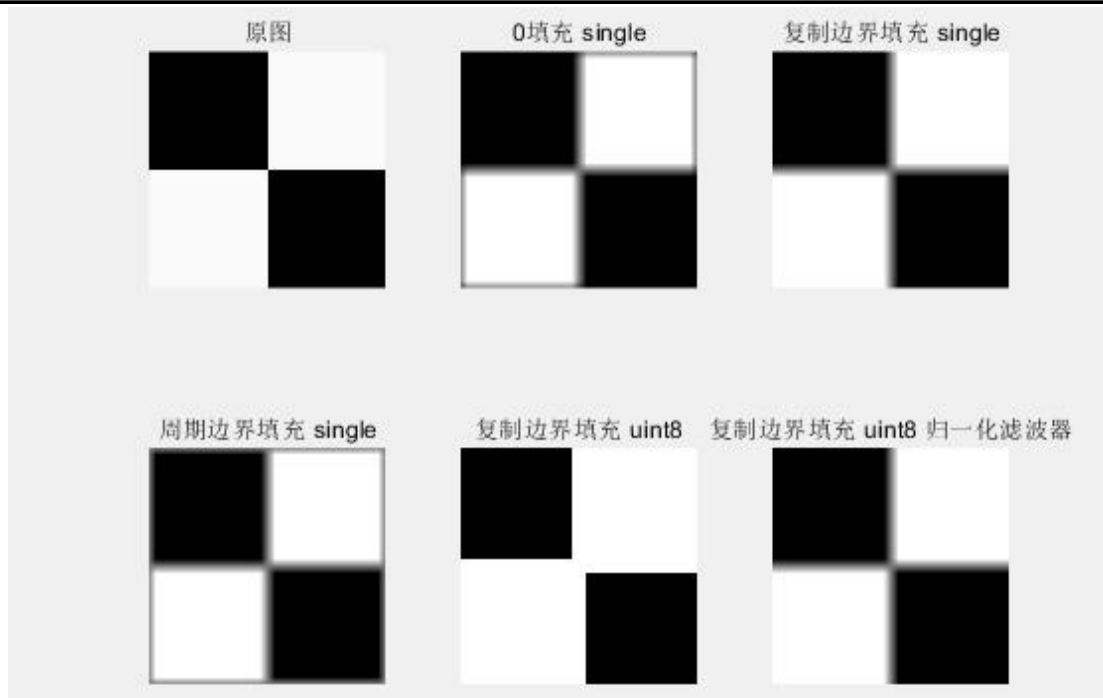 原图
0填充 single
复制边界填充 single
周期边界填充 single
复制边界填充 uint8
复制边界填充 uint8 归一化滤波器